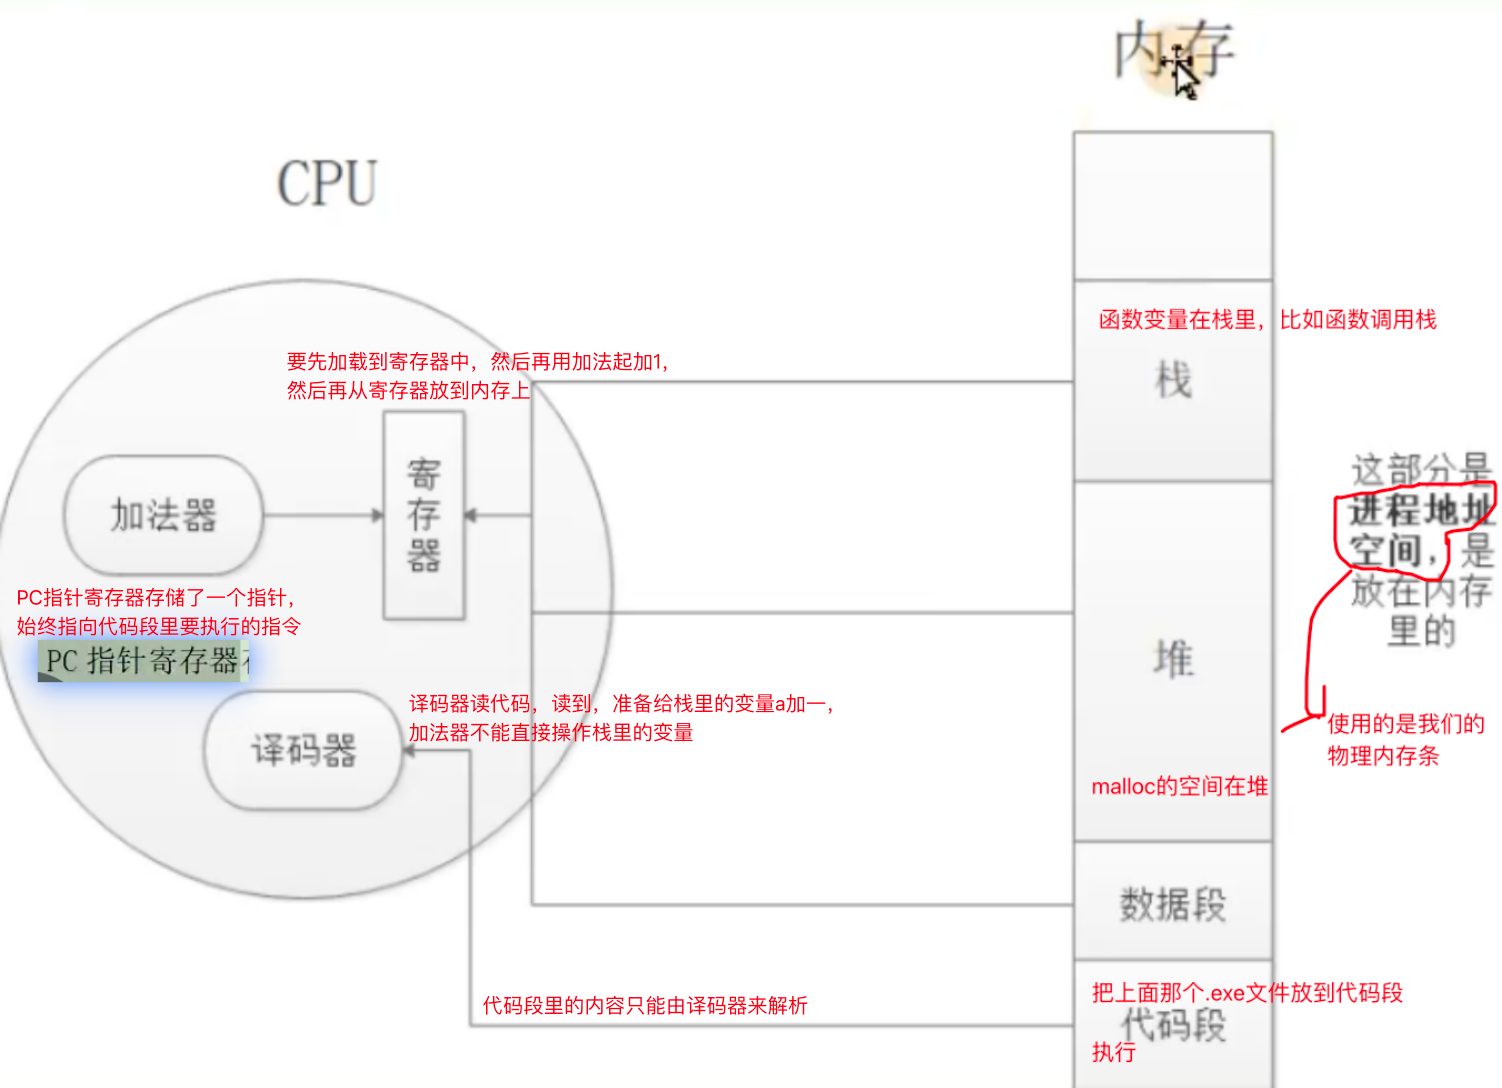 内存
CPU
函数变量在栈里，比如函数调用栈
要先加载到寄存器中，然后再用加法起加1，
然后再从寄存器放到内存上
栈
寄
存
器
加法器
这部分是
进程地址
空间，是
放在内存
里的
PC指针寄存器存储了一个指针，
始终指向代码段里要执行的指令
PC 指针寄存器
堆
译码器读代码，读到，准备给栈里的变量a加一，
加法器不能直接操作栈里的变量
译码器
使用的是我们的
物理内存条
malloc的空间在堆
数据段
代码段里的内容只能由译码器来解析
把上面那个.exe文件放到代码段
代码段
执行